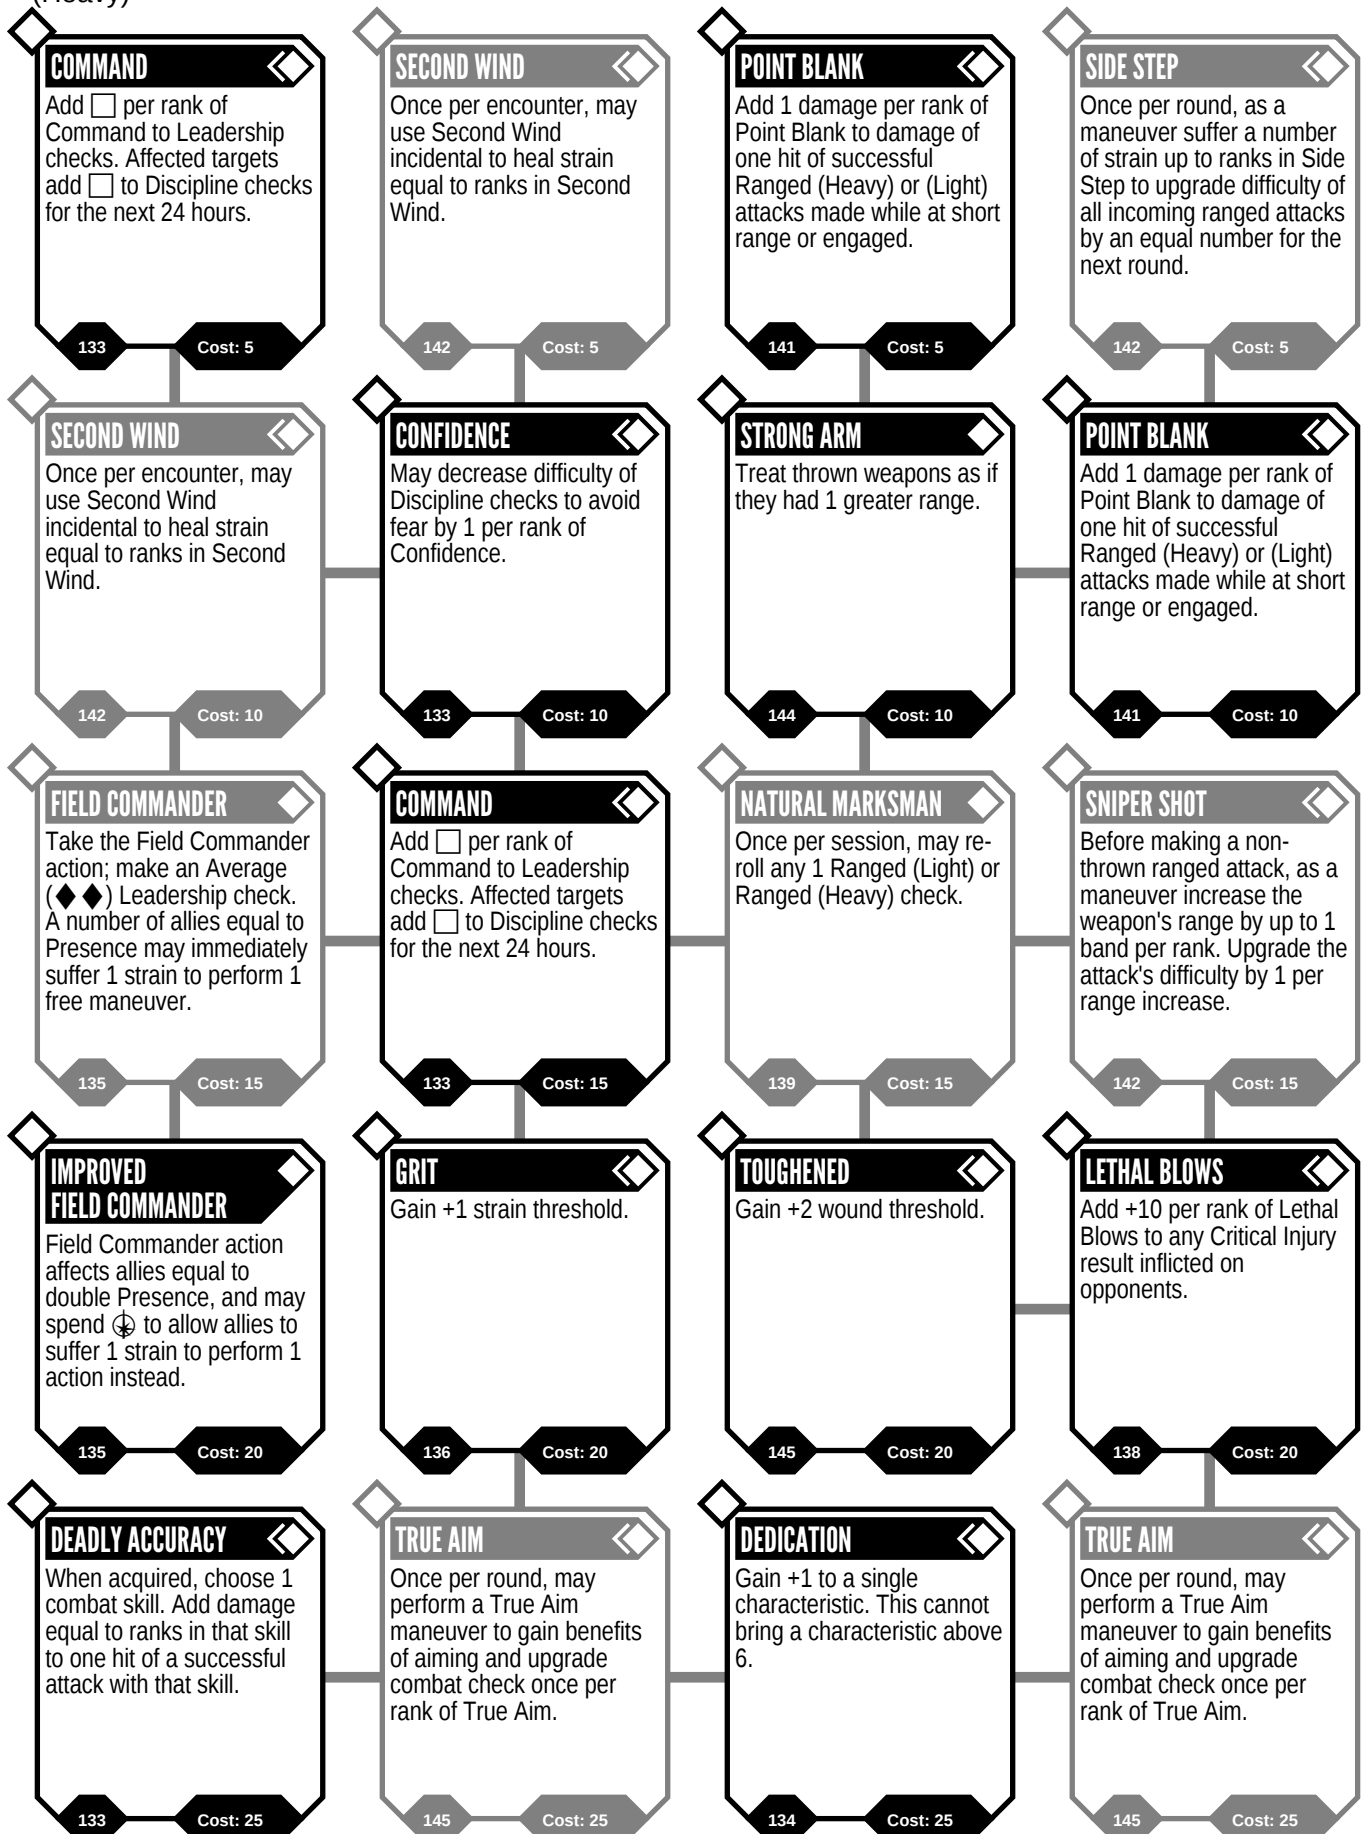 (Heavy)
COMMAND
Add □ per rank of
Command to Leadership
checks. Affected targets
add □ to Discipline checks
for the next 24 hours.
133
Cost: 5
SECOND WIND
Once per encounter, may
use Second Wind
incidental to heal strain
equal to ranks in Second
Wind.
142
Cost: 5
POINT BLANK
Add 1 damage per rank of
Point Blank to damage of
one hit of successful
Ranged (Heavy) or (Light)
attacks made while at short
range or engaged.
141
Cost: 5
SIDE STEP
Once per round, as a
maneuver suffer a number
of strain up to ranks in Side
Step to upgrade difficulty of
all incoming ranged attacks
by an equal number for the
next round.
142
Cost: 5
SECOND WIND
Once per encounter, may
use Second Wind
incidental to heal strain
equal to ranks in Second
Wind.
142
Cost: 10
CONFIDENCE
May decrease difficulty of
Discipline checks to avoid
fear by 1 per rank of
Confidence.
133
Cost: 10
STRONG ARM
Treat thrown weapons as if
they had 1 greater range.
144
Cost: 10
POINT BLANK
Add 1 damage per rank of
Point Blank to damage of
one hit of successful
Ranged (Heavy) or (Light)
attacks made while at short
range or engaged.
141
Cost: 10
FIELD COMMANDER
Take the Field Commander
action; make an Average
(♦♦) Leadership check.
A number of allies equal to
Presence may immediately
suffer 1 strain to perform 1
free maneuver.
135
Cost: 15
COMMAND
Add □ per rank of
Command to Leadership
checks. Affected targets
add □ to Discipline checks
for the next 24 hours.
133
Cost: 15
NATURAL MARKSMAN
Once per session, may re-
roll any 1 Ranged (Light) or
Ranged (Heavy) check.
139
Cost: 15
SNIPER SHOT
Before making a non-
thrown ranged attack, as a
maneuver increase the
weapon's range by up to 1
band per rank. Upgrade the
attack's difficulty by 1 per
range increase.
142
Cost: 15
IMPROVED
FIELD COMMANDER
Field Commander action
affects allies equal to
double Presence, and may
spend to allow allies to
suffer 1 strain to perform 1
action instead.
135
Cost: 20
GRIT
Gain +1 strain threshold.
136
Cost: 20
TOUGHENED
Gain +2 wound threshold.
145
Cost: 20
LETHAL BLOWS
Add +10 per rank of Lethal
Blows to any Critical Injury
result inflicted on
opponents.
138
Cost: 20
DEADLY ACCURACY
When acquired, choose 1
combat skill. Add damage
equal to ranks in that skill
to one hit of a successful
attack with that skill.
133
Cost: 25
TRUE AIM
Once per round, may
perform a True Aim
maneuver to gain benefits
of aiming and upgrade
combat check once per
rank of True Aim.
145
Cost: 25
DEDICATION
Gain +1 to a single
characteristic. This cannot
bring a characteristic above
6.
134
Cost: 25
TRUE AIM
Once per round, may
perform a True Aim
maneuver to gain benefits
of aiming and upgrade
combat check once per
rank of True Aim.
145
Cost: 25